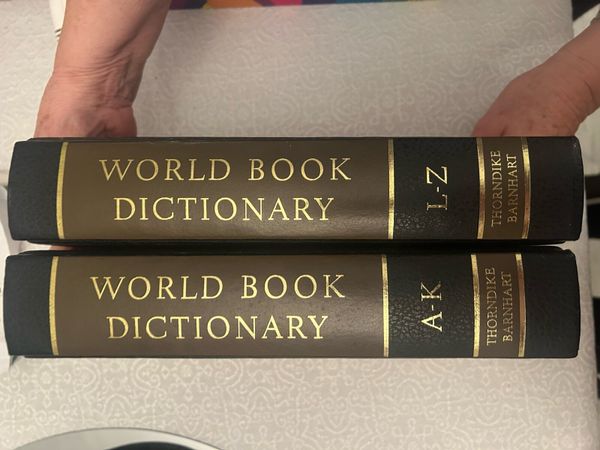 WORLD BOOK
DICTIONARY
L-Z
THORNDIKE
BARNHART
WORLD BOOK
DICTIONARY
A-K
THORNDIKE
BARNHART